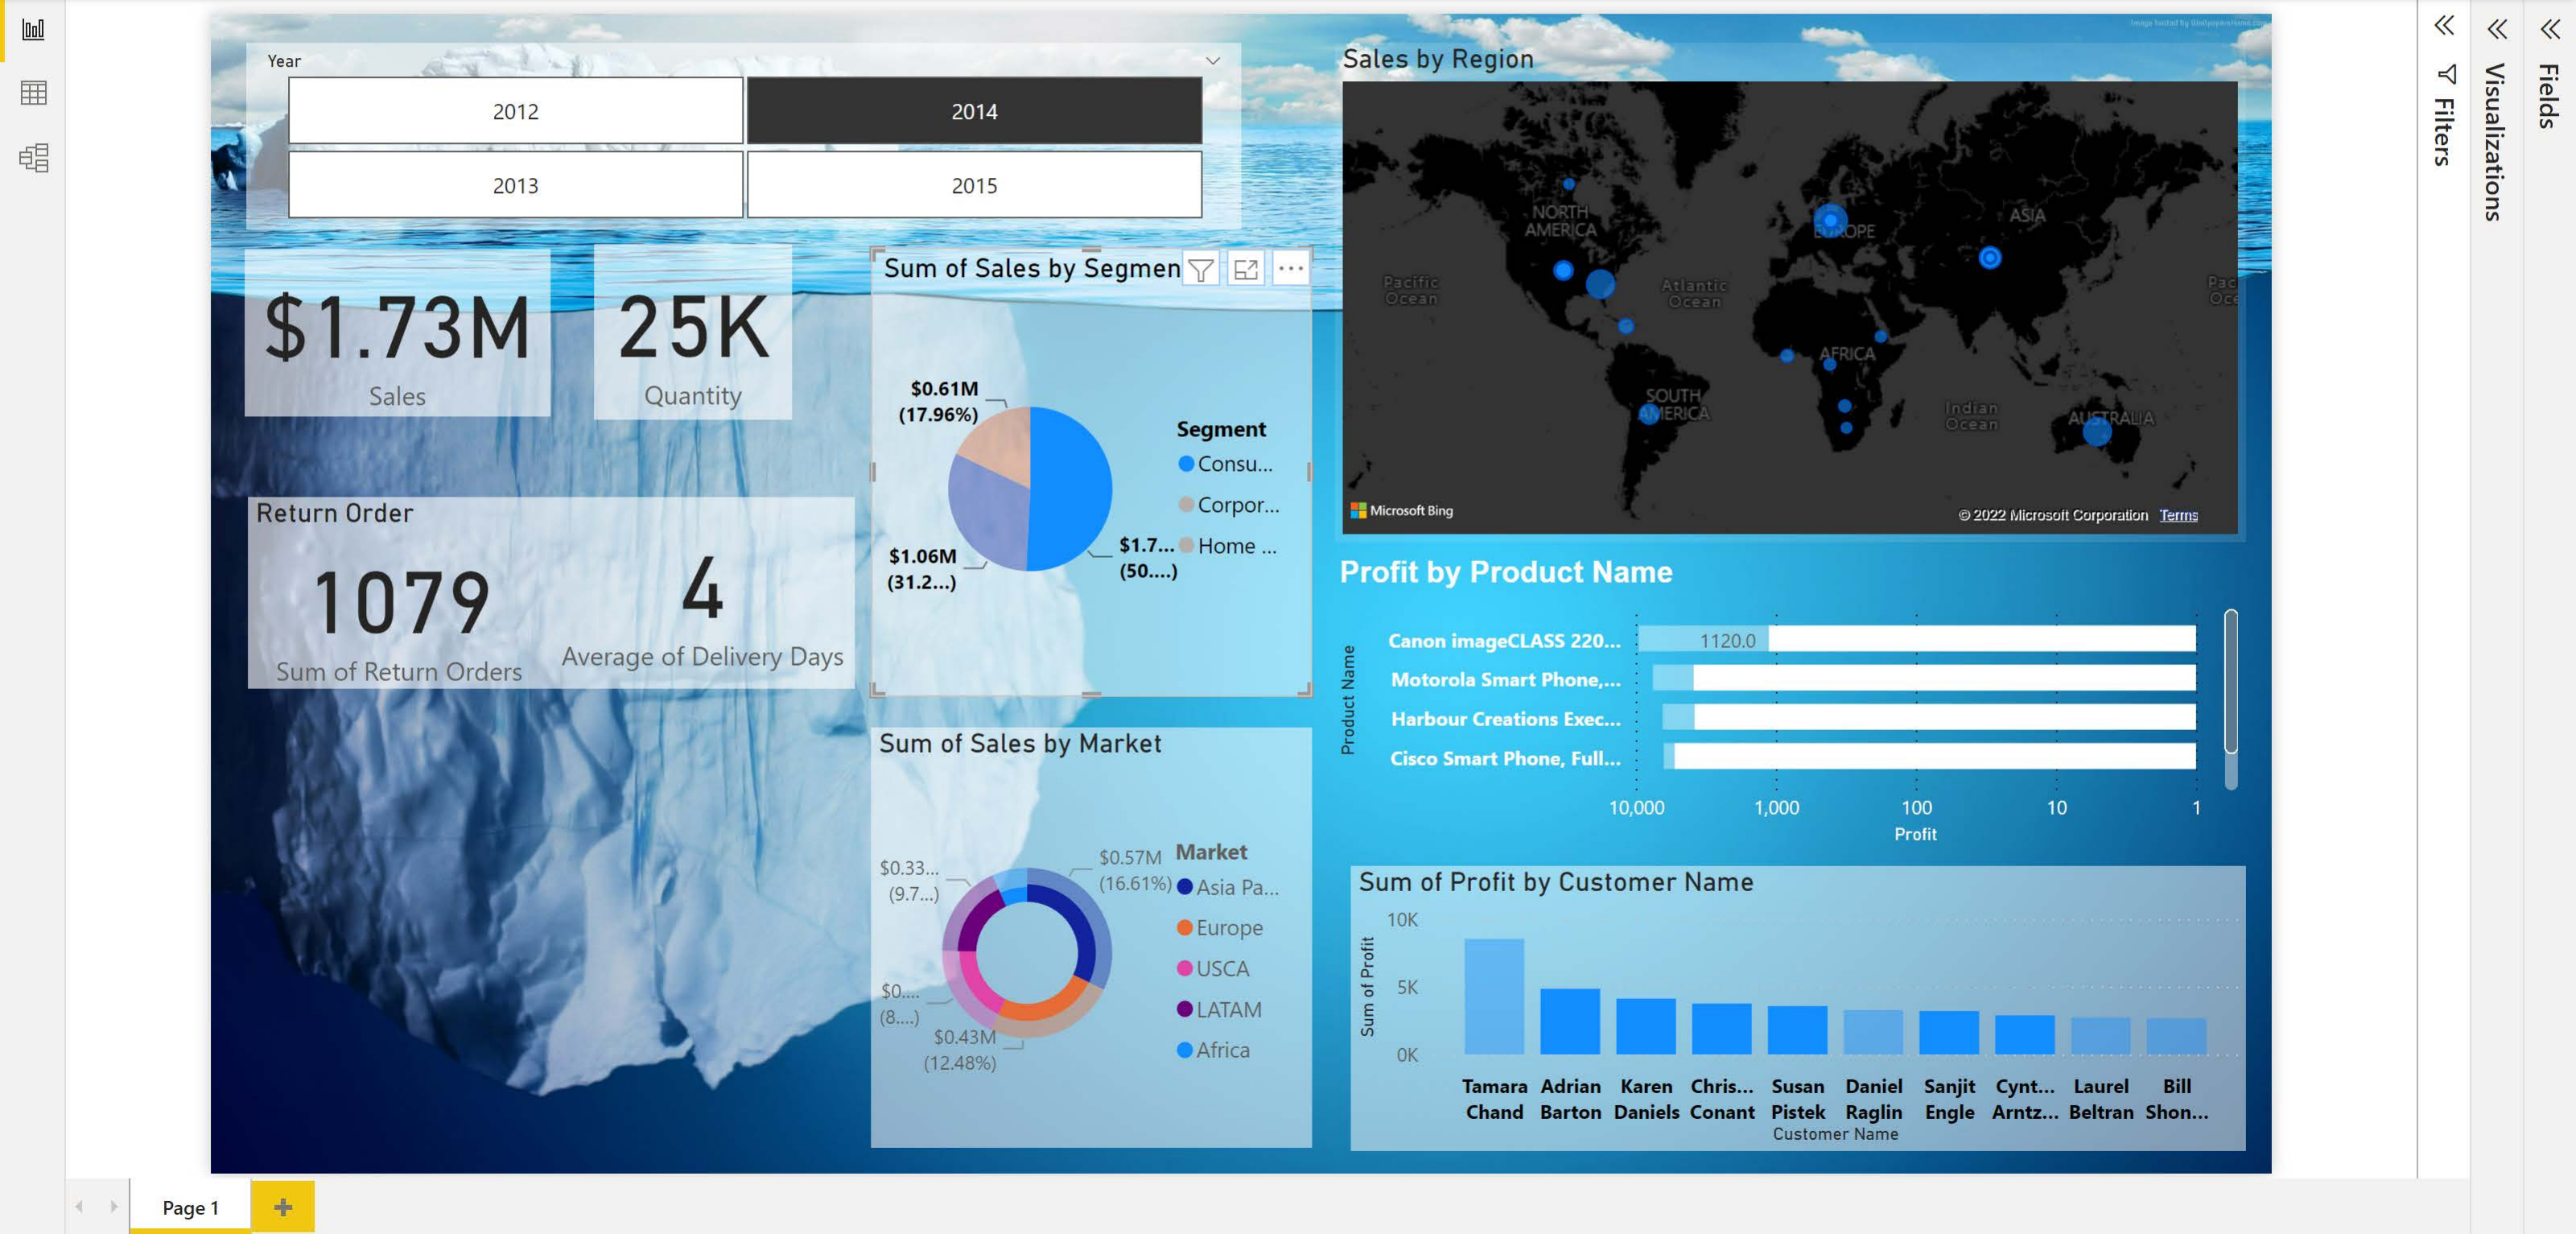 Year
2012
2014
2013
2015
$1.73M
Sales
25K
Quantity
Return Order
1079
Sum of Return Orders
4
Average of Delivery Days
Sum of Sales by Segmen
$0.61M
(17.96%)
$1.06M
(31.2...)
$1.7...
(50....)
Segment
Consu...
Corpor...
Home ...
Sum of Sales by Market
$0.33...
(9.7...)
$0.57M
(16.61%)
$0....
(8....)
$0.43M
(12.48%)
Market
Asia Pa...
Europe
USCA
LATAM
Africa
Sales by Region
NORTH
AMERICA
EUROPE
ASIA
Pacific
Ocean
Atlantic
Ocean
Pac
Oce
AFRICA
SOUTH
AMERICA
Indian
Ocean
AUSTRALIA
Microsoft Bing
© 2022 Microsoft Corporation Terms
Profit by Product Name
Product Name
Canon imageCLASS 220...
1120.0
Motorola Smart Phone,...
Harbour Creations Exec...
Cisco Smart Phone, Full...
10,000
1,000
100
10
1
Profit
Sum of Profit by Customer Name
Sum of Profit
10K
5K
0K
Tamara Chand
Adrian Barton
Karen Daniels
Chris... Conant
Susan Pistek
Daniel Raglin
Sanjit Engle
Cynt... Arntz...
Laurel Beltran
Bill Shon...
Customer Name
Filters
Visualizations
Fields
Page 1